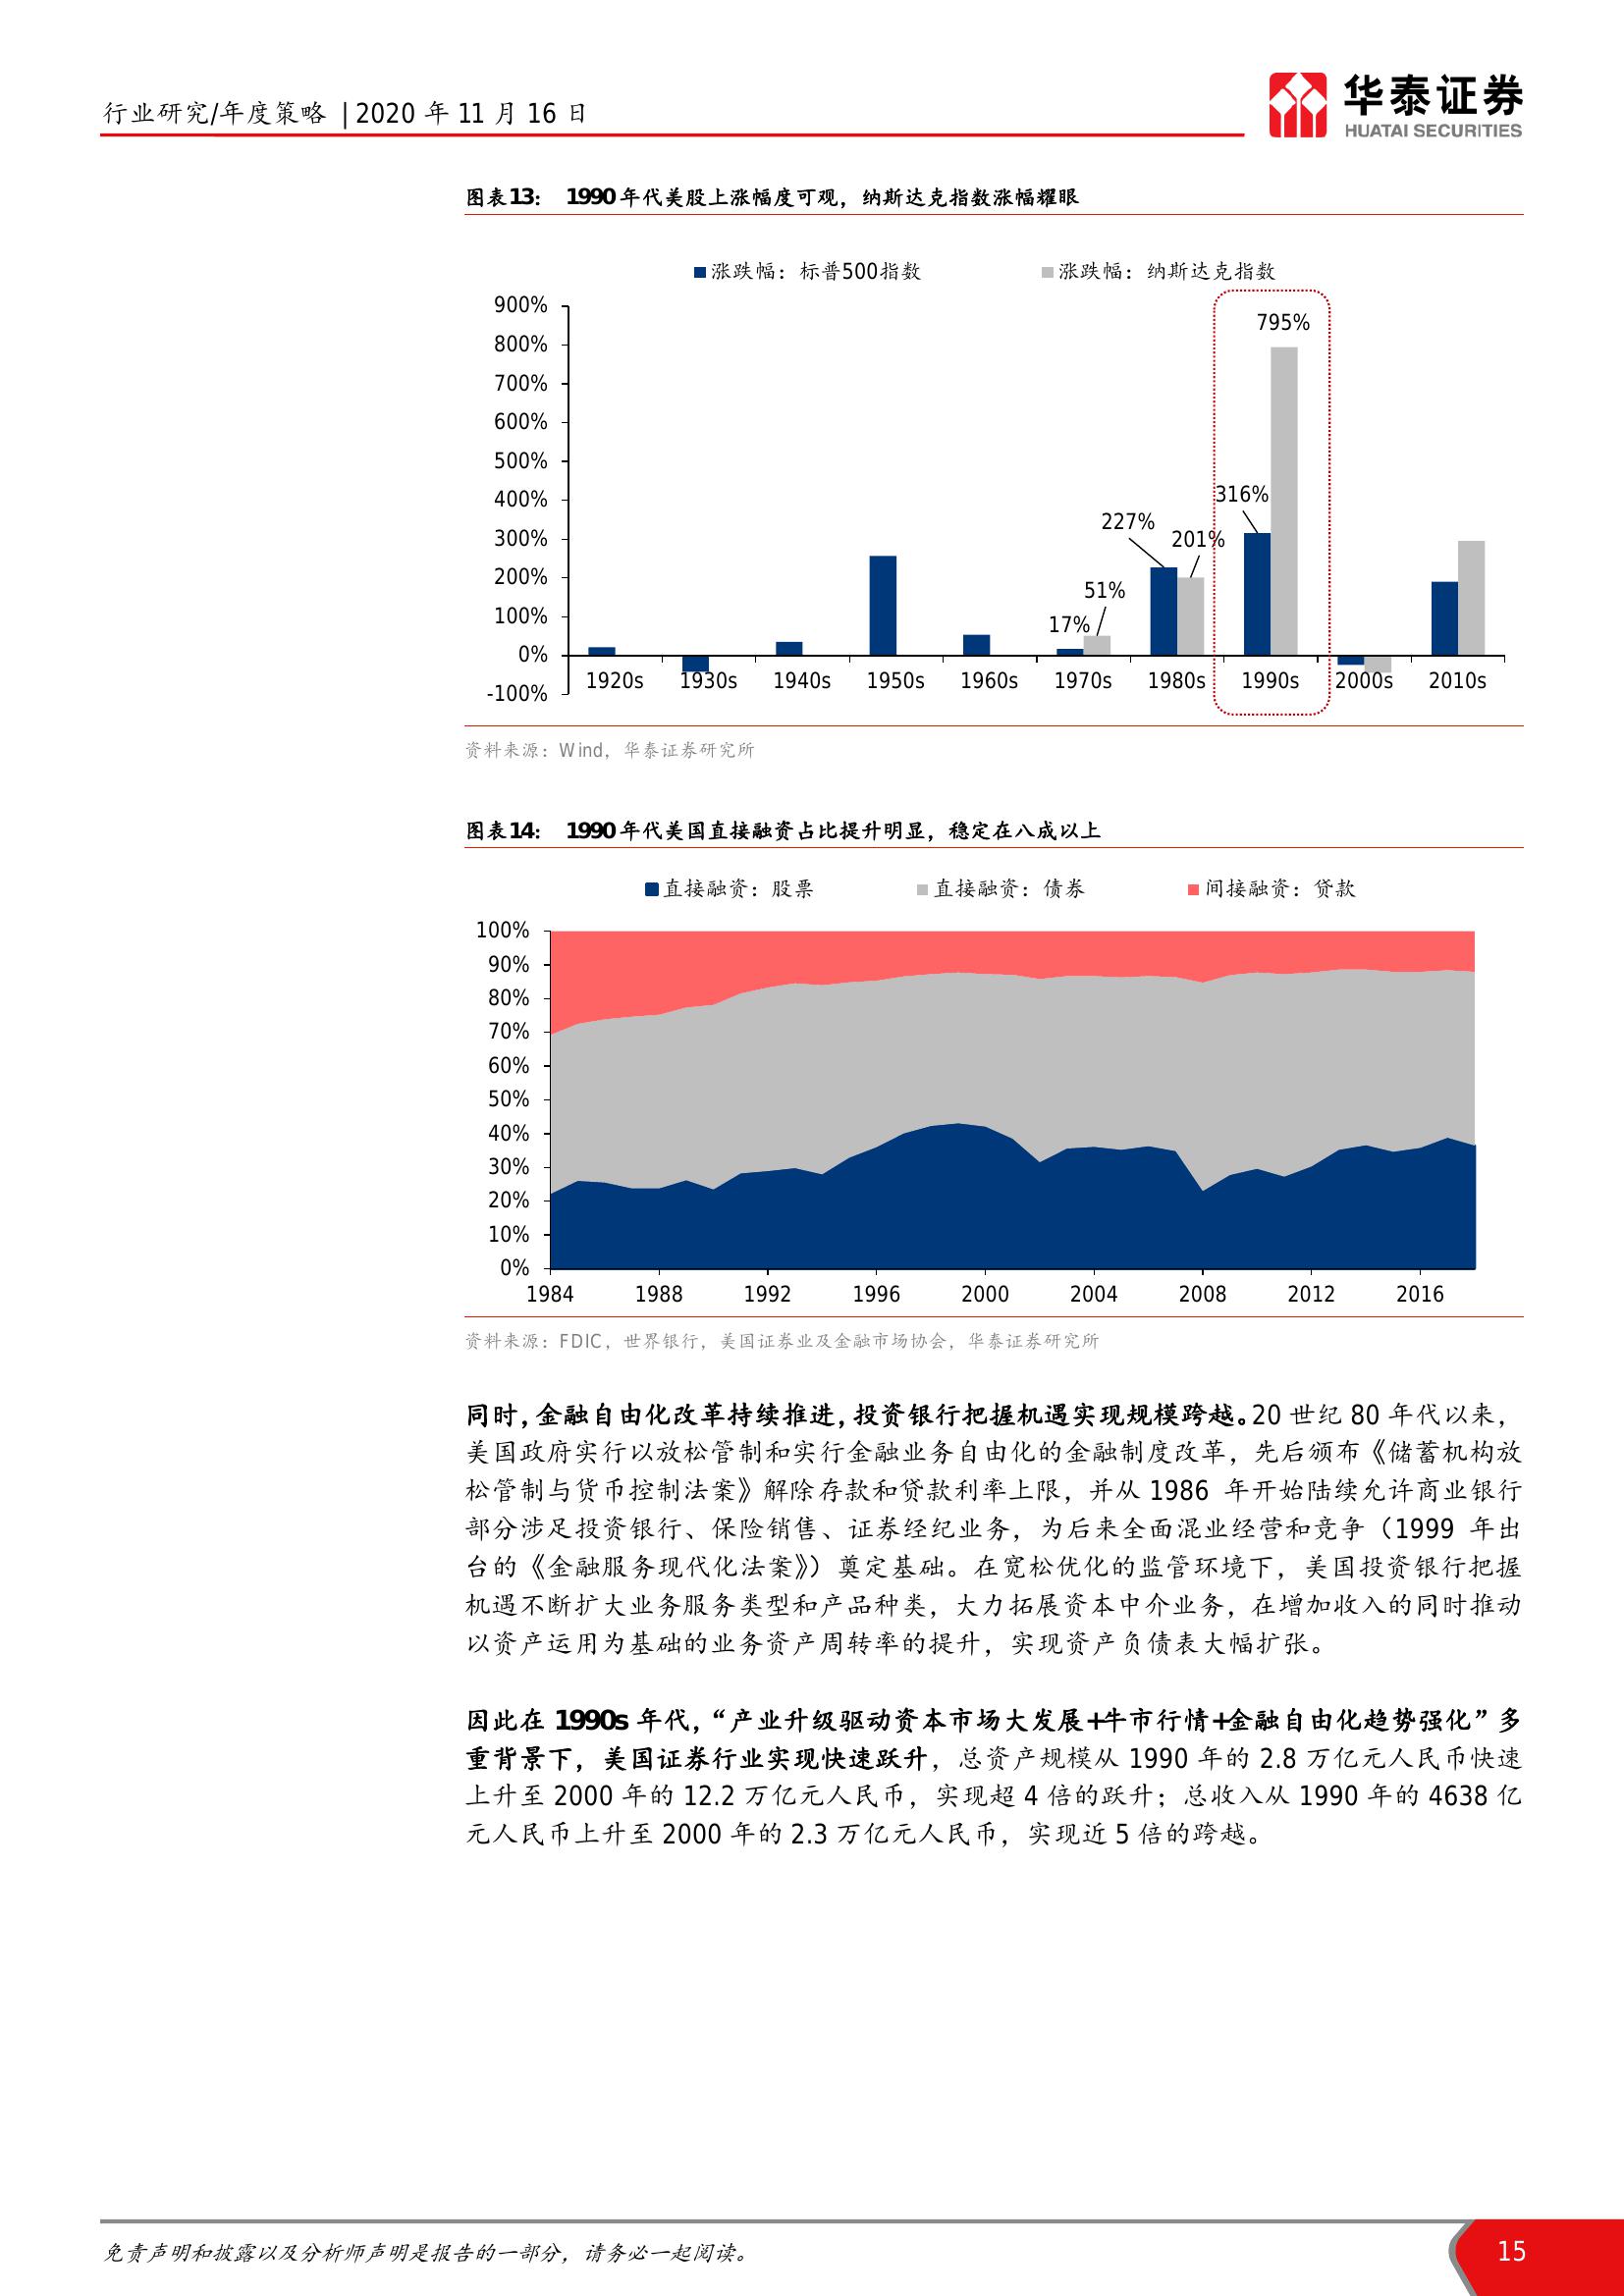 行业研究/年度策略 | 2020 年 11 月 16 日
华泰证券
HUATAI SECURITIES
图表13： 1990 年代美股上涨幅度可观，纳斯达克指数涨幅耀眼
涨跌幅：标普500指数 涨跌幅：纳斯达克指数
900%
800%
700%
600%
500%
400%
300%
200%
100%
0%
-100%
795%
316%
227%
201%
51%
17%
1920s 1930s 1940s 1950s 1960s 1970s 1980s 1990s 2000s 2010s
资料来源：Wind，华泰证券研究所
图表14： 1990 年代美国直接融资占比提升明显，稳定在八成以上
直接融资：股票 直接融资：债券 间接融资：贷款
100%
90%
80%
70%
60%
50%
40%
30%
20%
10%
0%
1984 1988 1992 1996 2000 2004 2008 2012 2016
资料来源：FDIC，世界银行，美国证券业及金融市场协会，华泰证券研究所
同时，金融自由化改革持续推进，投资银行把握机遇实现规模跨越。20 世纪 80 年代以来，
美国政府实行以放松管制和实行金融业务自由化的金融制度改革，先后颁布《储蓄机构放
松管制与货币控制法案》解除存款和贷款利率上限，并从 1986 年开始陆续允许商业银行
部分涉足投资银行、保险销售、证券经纪业务，为后来全面混业经营和竞争（1999 年出
台的《金融服务现代化法案》）奠定基础。在宽松优化的监管环境下，美国投资银行把握
机遇不断扩大业务服务类型和产品种类，大力拓展资本中介业务，在增加收入的同时推动
以资产运用为基础的业务资产周转率的提升，实现资产负债表大幅扩张。
因此在 1990s 年代，“产业升级驱动资本市场大发展+牛市行情+金融自由化趋势强化”多
重背景下，美国证券行业实现快速跃升，总资产规模从 1990 年的 2.8 万亿元人民币快速
上升至 2000 年的 12.2 万亿元人民币，实现超 4 倍的跃升；总收入从 1990 年的 4638 亿
元人民币上升至 2000 年的 2.3 万亿元人民币，实现近 5 倍的跨越。
免责声明和披露以及分析师声明是报告的一部分，请务必一起阅读。
15